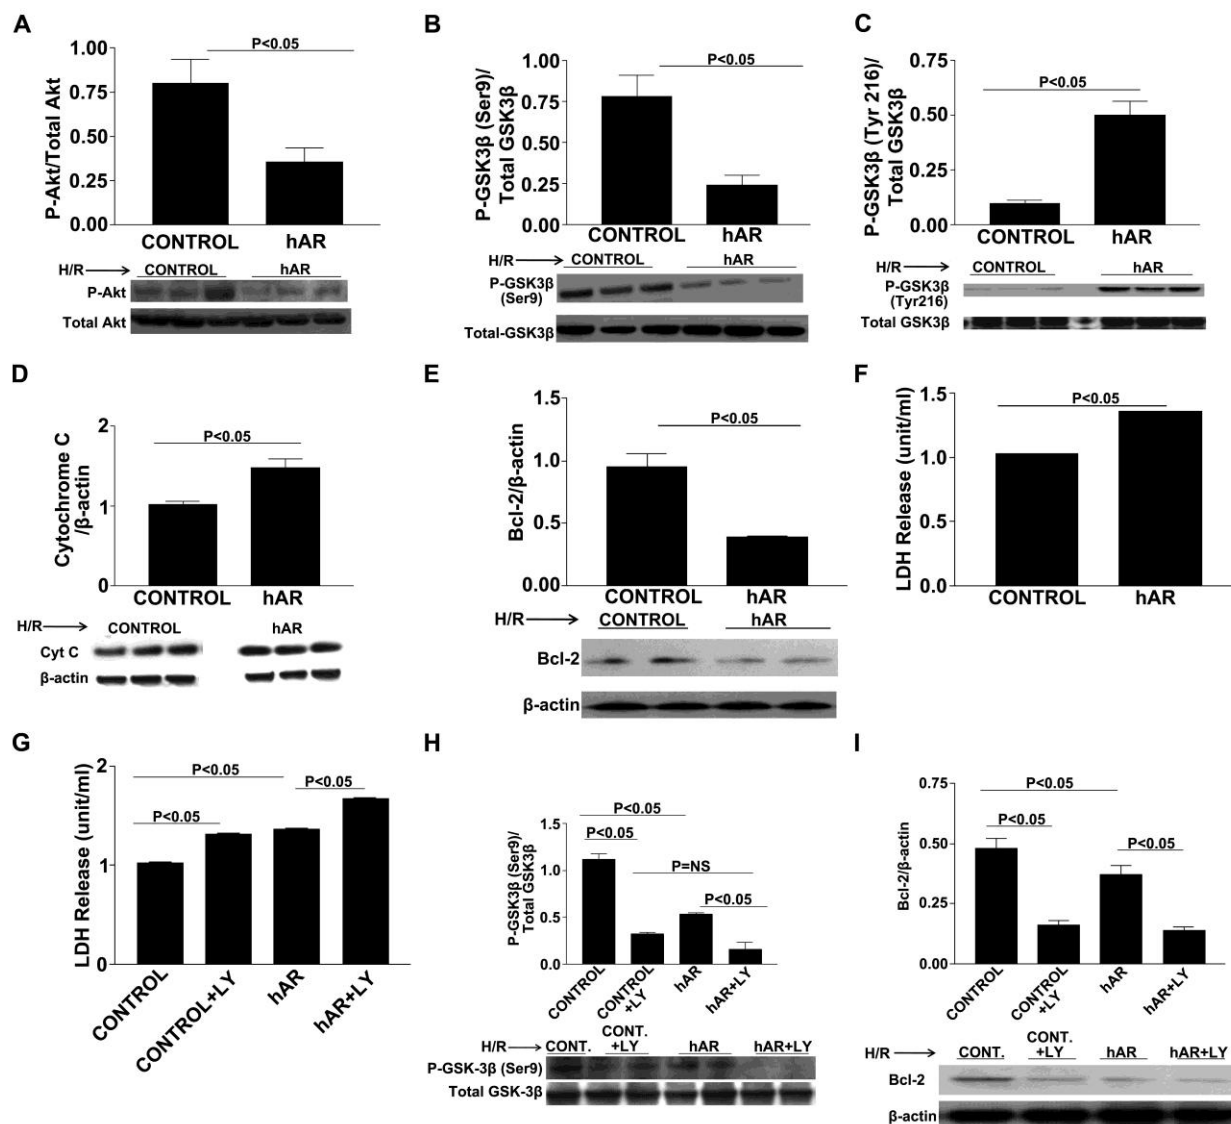 A
P-Akt/Total Akt
1.00
0.75
0.50
0.25
0.00
P<0.05
CONTROL hAR
H/R CONTROL hAR
P-Akt
Total Akt
B
P-GSK3β (Ser9)/
Total GSK3β
1.00
0.75
0.50
0.25
0.00
P<0.05
CONTROL hAR
H/R CONTROL hAR
P-GSK3β
(Ser9)
Total-GSK3β
C
P-GSK3β (Tyr 216)/
Total GSK3β
0.75
0.50
0.25
0.00
P<0.05
CONTROL hAR
H/R CONTROL hAR
P-GSK3β
(Tyr216)
Total GSK3β
D
Cytochrome C
/β-actin
2
1
0
P<0.05
CONTROL hAR
H/R CONTROL hAR
Cyt C
β-actin
E
Bcl-2/β-actin
1.5
1.0
0.5
0.00
P<0.05
CONTROL hAR
H/R CONTROL hAR
Bcl-2
β-actin
F
LDH Release (unit/ml)
1.5
1.0
0.5
0.0
P<0.05
CONTROL hAR
G
LDH Release (unit/ml)
2
1
0
P<0.05
P<0.05
P<0.05
CONTROL
CONTROL+LY
hAR
hAR+LY
H
P-GSK3β (Ser9)/
Total GSK3β
1.5
1.0
0.5
0.0
P<0.05
P<0.05
P=NS
P<0.05
CONTROL
CONTROL
+LY
hAR
hAR+LY
H/R CONT. CONT.
+LY hAR hAR+LY
P-GSK-3β (Ser9)
Total GSK-3β
I
Bcl-2/β-actin
0.75
0.50
0.25
0.00
P<0.05
P<0.05
P<0.05
CONTROL
CONTROL
+LY
hAR
hAR+LY
H/R CONT. CONT.
+LY hAR hAR+LY
Bcl-2
β-actin